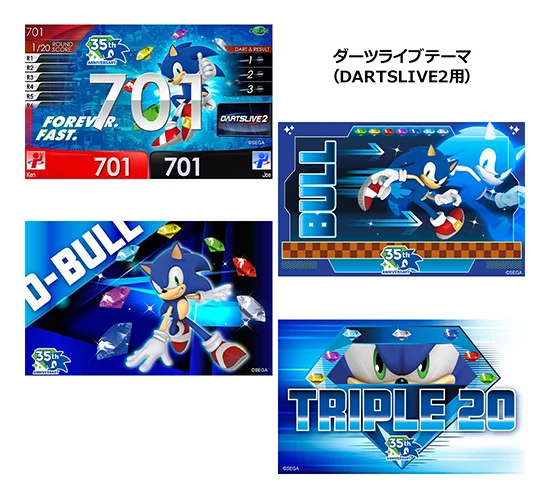 ダーツライブテーマ
(DARTSLIVE2用)
701
1/20 ROUND SCORE
R1
R2
R3
R4
R5
R6
35th
ANNIVERSARY
DART & RESULT
1
2
3
701
FOREVER.
FAST.
DARTSLIVE2
©SEGA
701
701
Ken
Joe
BULL
35th
ANNIVERSARY
©SEGA
D-BULL
35th
ANNIVERSARY
©SEGA
TRIPLE 20
35th
ANNIVERSARY
©SEGA